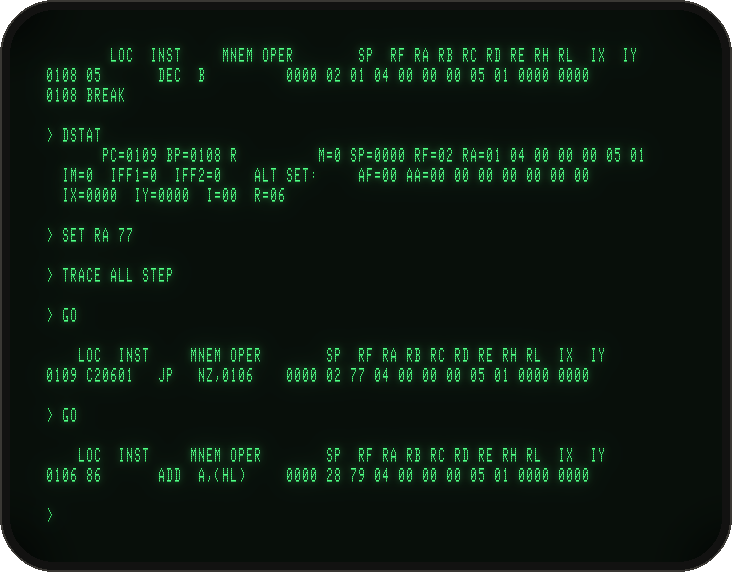 LOC INST MNEM OPER SP RF RA RB RC RD RE RH RL IX IY
0108 05 DEC B 0000 02 01 04 00 00 00 05 01 0000 0000
0108 BREAK
> DSTAT
PC=0109 BP=0108 R M=0 SP=0000 RF=02 RA=01 04 00 00 00 05 01
IM=0 IFF1=0 IFF2=0 ALT SET: AF=00 AA=00 00 00 00 00 00 00
IX=0000 IY=0000 I=00 R=06
> SET RA 77
> TRACE ALL STEP
> GO
LOC INST MNEM OPER SP RF RA RB RC RD RE RH RL IX IY
0109 C20601 JP NZ,0106 0000 02 77 04 00 00 00 05 01 0000 0000
> GO
LOC INST MNEM OPER SP RF RA RB RC RD RE RH RL IX IY
0106 86 ADD A,(HL) 0000 28 79 04 00 00 00 05 01 0000 0000
>